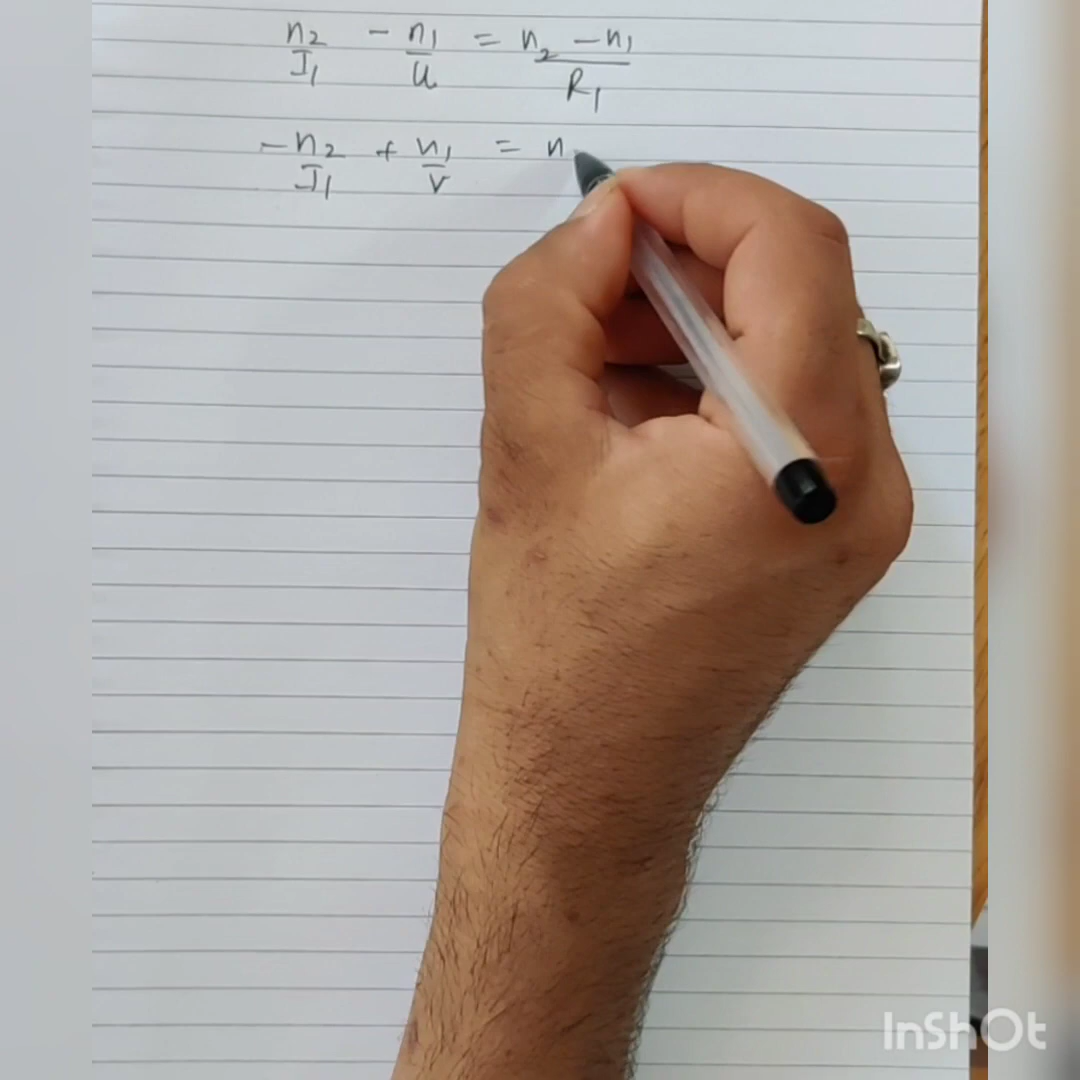 n₂/I₁ - n₁/u = n₂ - n₁/R₁
-n₂/I₁ + n₁/v = n
InShOt